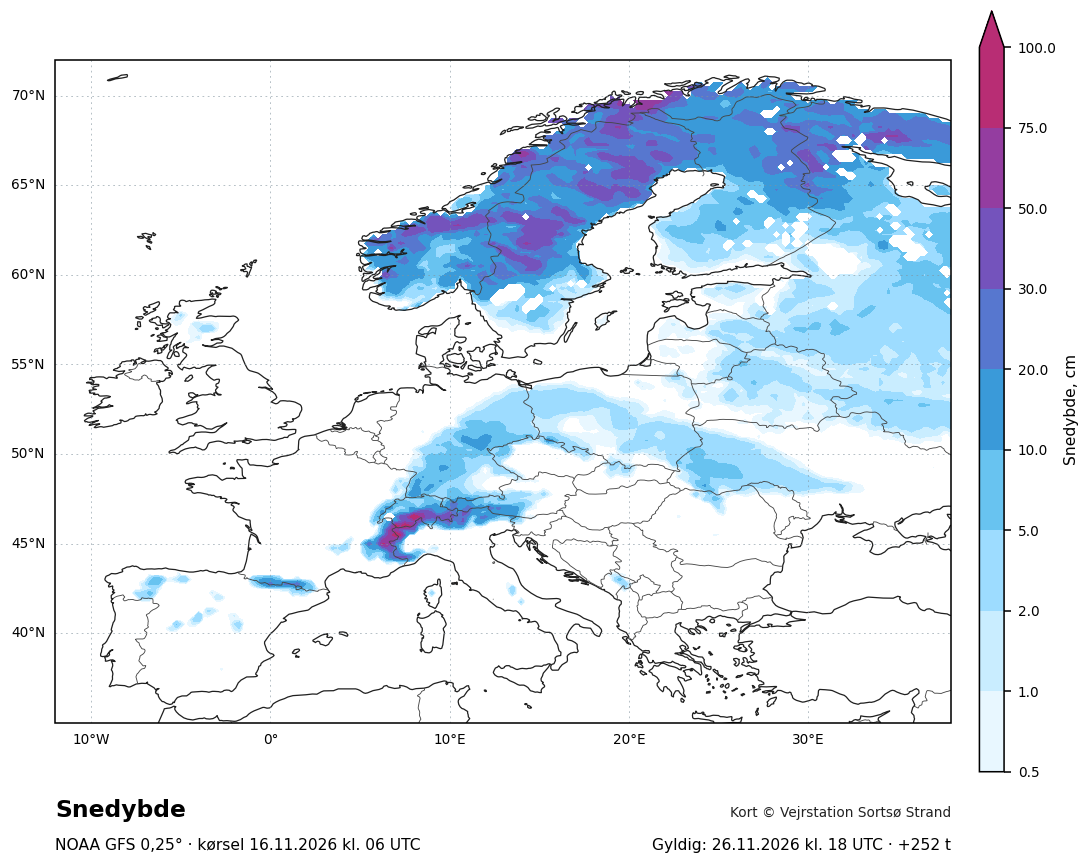 70°N
65°N
60°N
55°N
50°N
45°N
40°N
10°W 0° 10°E 20°E 30°E
100.0
75.0
50.0
30.0
20.0
10.0
5.0
2.0
1.0
0.5
Snedybde, cm
Snedybde
Kort © Vejrstation Sortsø Strand
NOAA GFS 0,25° · kørsel 16.11.2026 kl. 06 UTC
Gyldig: 26.11.2026 kl. 18 UTC · +252 t